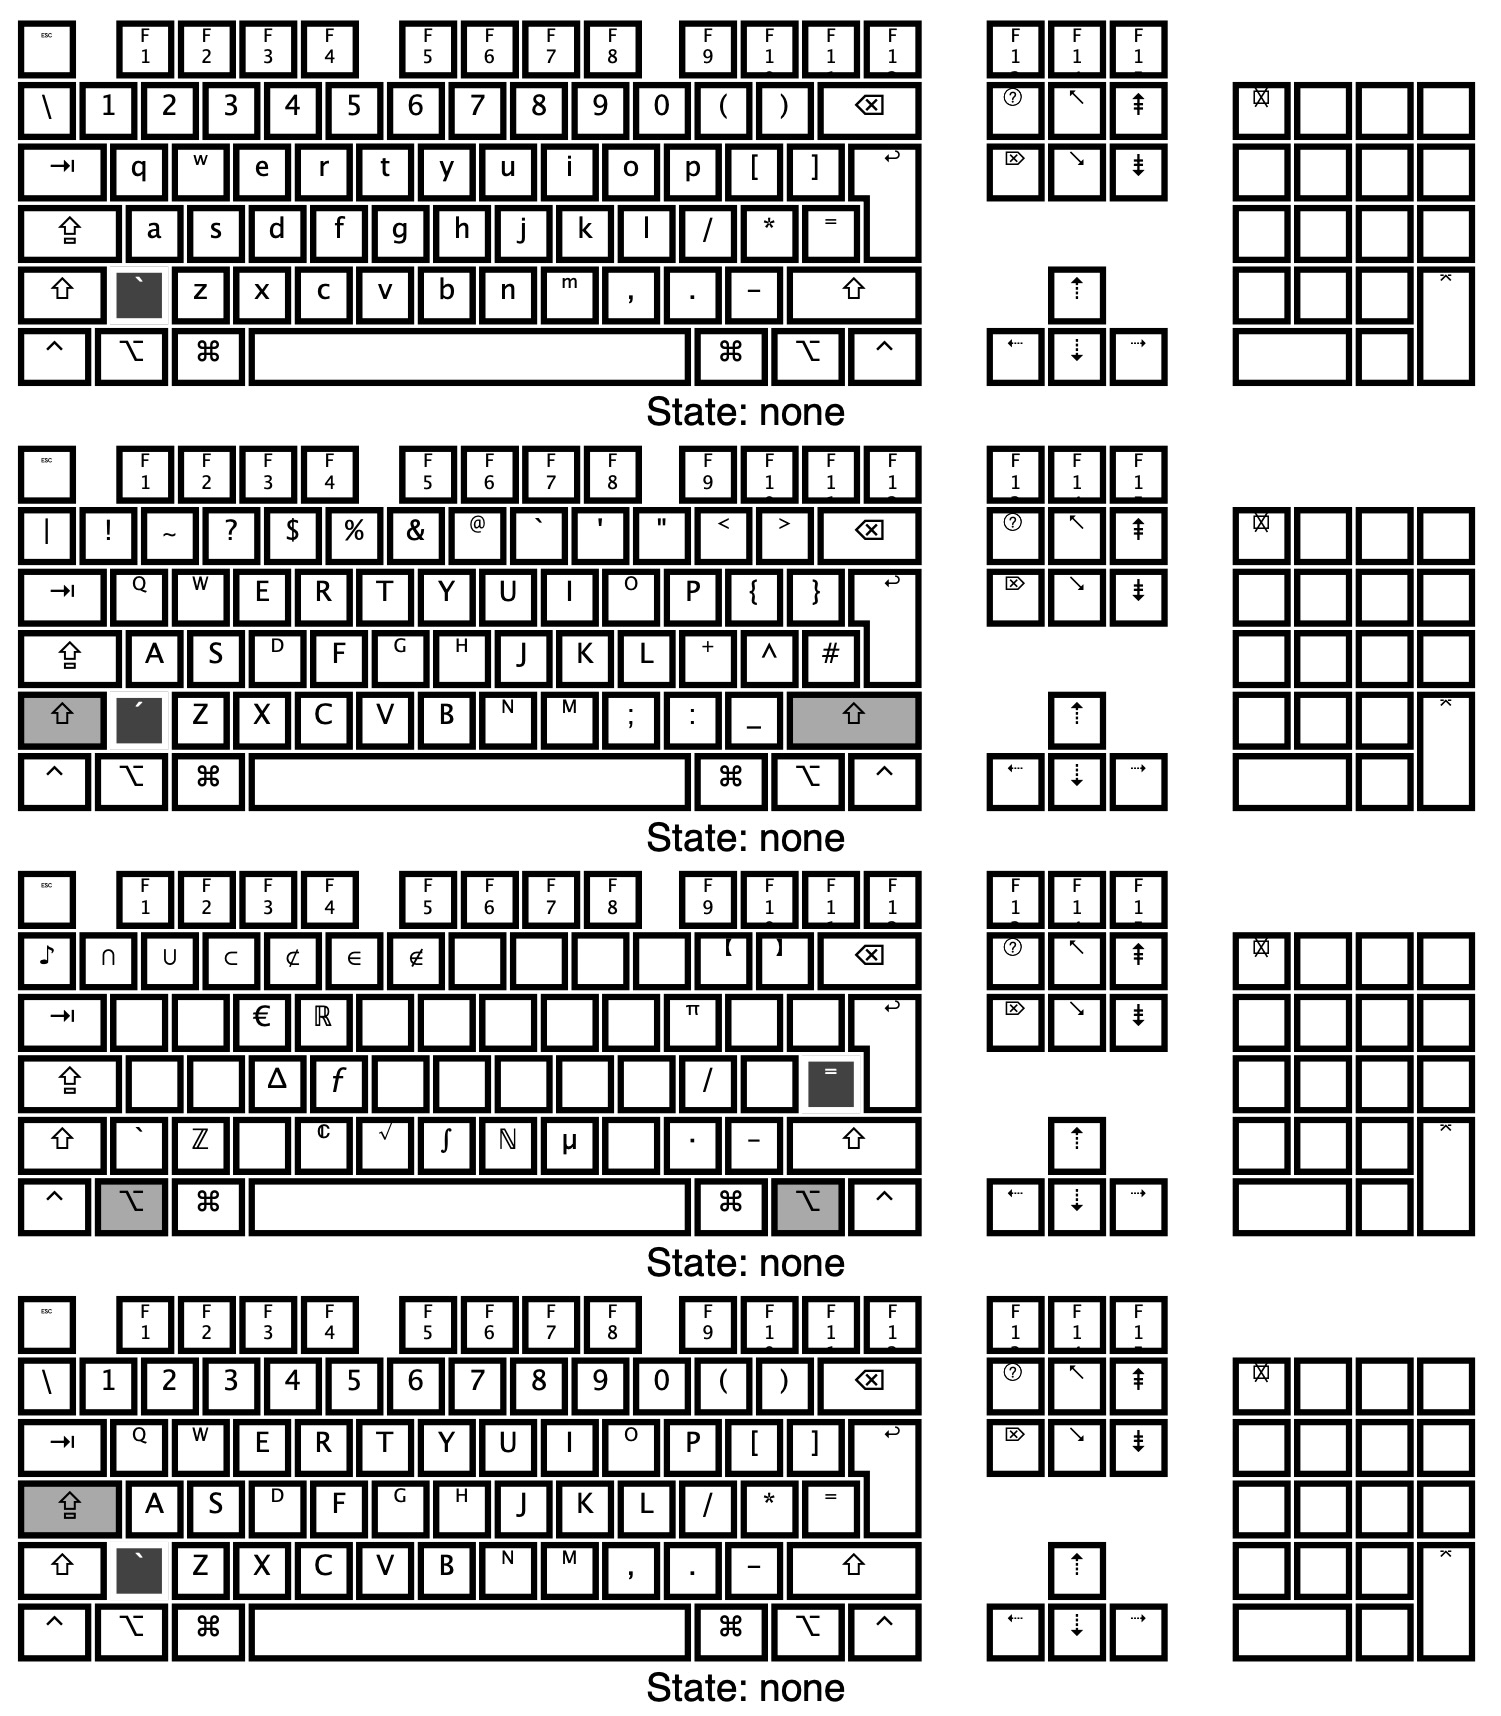 ESC F1 F2 F3 F4 F5 F6 F7 F8 F9 F1 F1 F1 F1 F1 F1
\ 1 2 3 4 5 6 7 8 9 0 ( ) ⌫ ? ↖ ⇞
⇥ q w e r t y u i o p [ ] ↩ ⌦ ↘ ⇟
⇪ a s d f g h j k l / * =
⇧ ` z x c v b n m , . – ⇧ ⇡ ⌅
^ ⌥ ⌘ ⌘ ⌥ ^ ⇠ ⇣ ⇢
State: none
ESC F1 F2 F3 F4 F5 F6 F7 F8 F9 F1 F1 F1 F1 F1 F1
| ! ~ ? $ % & @ ` ' " < > ⌫ ? ↖ ⇞
⇥ Q W E R T Y U I O P { } ↩ ⌦ ↘ ⇟
⇪ A S D F G H J K L + ^ #
⇧ ´ Z X C V B N M ; : _ ⇧ ⇡ ⌅
^ ⌥ ⌘ ⌘ ⌥ ^ ⇠ ⇣ ⇢
State: none
ESC F1 F2 F3 F4 F5 F6 F7 F8 F9 F1 F1 F1 F1 F1 F1
♪ ∩ ∪ ⊂ ⊄ ∈ ∉ 【 】 ⌫ ? ↖ ⇞
⇥ € ℝ π ↩ ⌦ ↘ ⇟
⇪ ∆ ƒ / =
⇧ ` ℤ ₵ √ ∫ ℕ µ · – ⇧ ⇡ ⌅
^ ⌥ ⌘ ⌘ ⌥ ^ ⇠ ⇣ ⇢
State: none
ESC F1 F2 F3 F4 F5 F6 F7 F8 F9 F1 F1 F1 F1 F1 F1
\ 1 2 3 4 5 6 7 8 9 0 ( ) ⌫ ? ↖ ⇞
⇥ Q W E R T Y U I O P [ ] ↩ ⌦ ↘ ⇟
⇪ A S D F G H J K L / * =
⇧ ` Z X C V B N M , . – ⇧ ⇡ ⌅
^ ⌥ ⌘ ⌘ ⌥ ^ ⇠ ⇣ ⇢
State: none